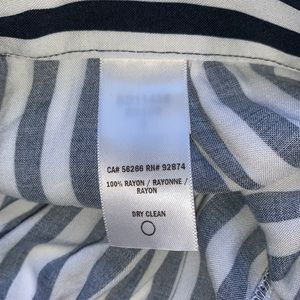 CA# 56266 RN# 92874
100% RAYON / RAYONNE /
RAYON
DRY CLEAN